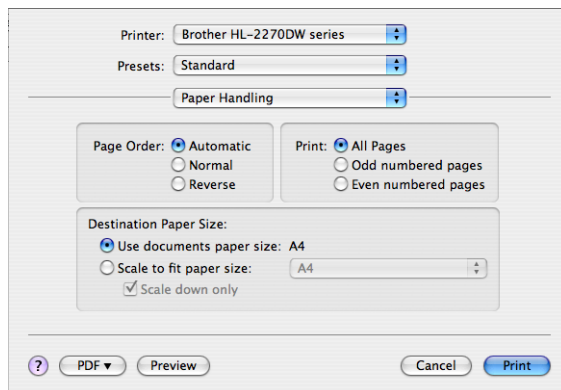 Printer: Brother HL-2270DW series
Presets: Standard
Paper Handling
Page Order: Automatic
Normal
Reverse
Print: All Pages
Odd numbered pages
Even numbered pages
Destination Paper Size:
Use documents paper size: A4
Scale to fit paper size: A4
Scale down only
? PDF▼ Preview Cancel Print